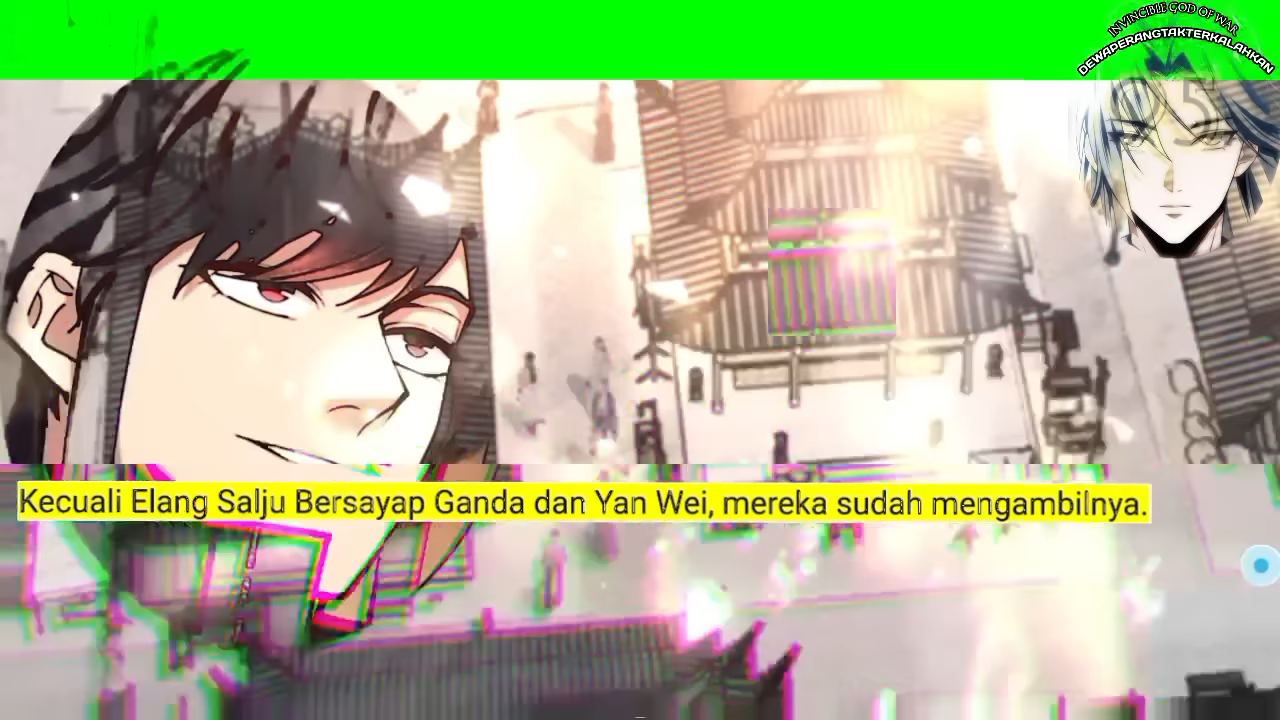 INVINCIBLE GOD OF WAR
DEWAPERANGTAKTERKALAHKAN
Kecuali Elang Salju Bersayap Ganda dan Yan Wei, mereka sudah mengambilnya.